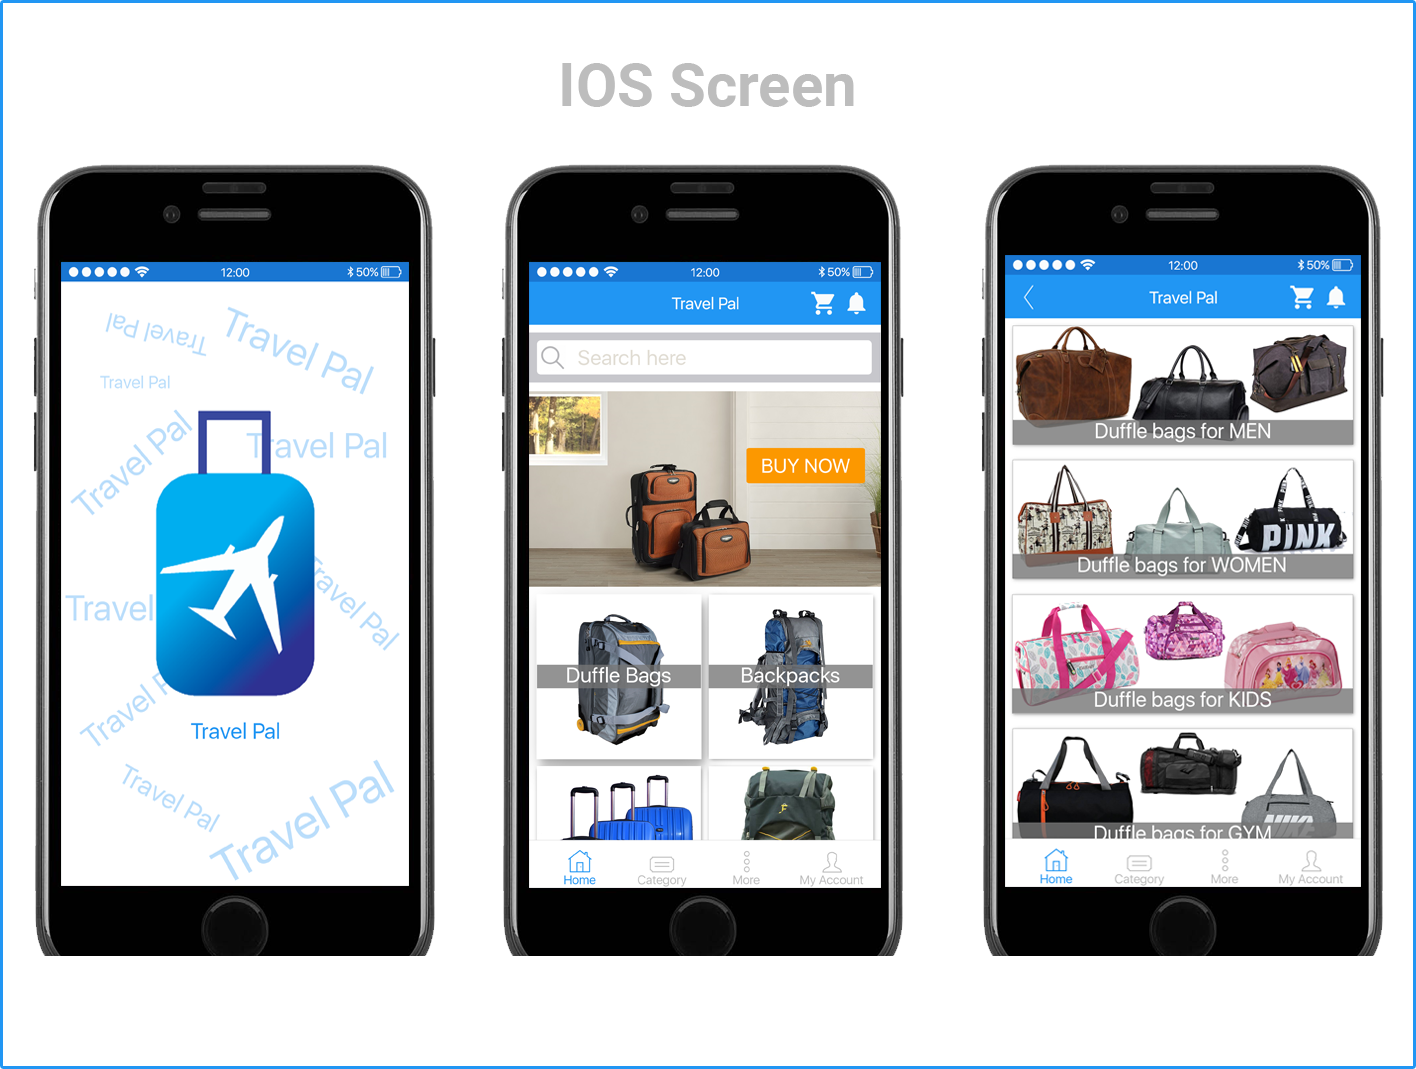 IOS Screen
12:00
50%
Travel Pal
Travel Pal
Travel Pal
Travel Pal
Travel Pal
Travel
Travel Pal
Travel P
Travel Pal
Travel Pal
Travel Pal
12:00
50%
Travel Pal
Search here
BUY NOW
Duffle Bags
Backpacks
Home
Category
More
My Account
12:00
50%
Travel Pal
Duffle bags for MEN
PINK
Duffle bags for WOMEN
Duffle bags for KIDS
NIKE
Duffle bags for GYM
Home
Category
More
My Account